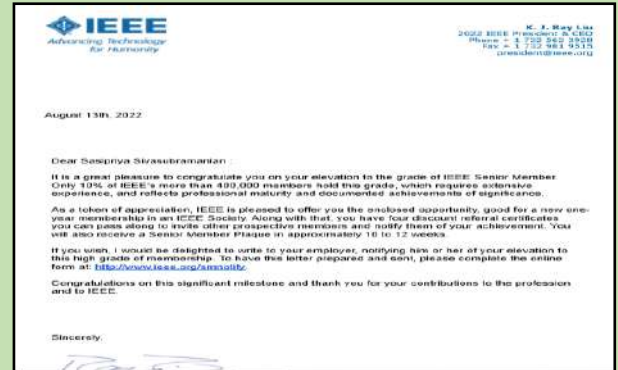 IEEE
Advancing Technology
for Humanity
K. J. Ray Liu
2022 IEEE President & CEO
Phone + 1 732 562 3928
Fax + 1 732 981 9515
president@ieee.org
August 13th, 2022
Dear Sasipriya Sivasubramanian
It is a great pleasure to congratulate you on your elevation to the grade of IEEE Senior Member.
Only 10% of IEEE's more than 400,000 members hold this grade, which requires extensive
experience, and reflects professional maturity and documented achievements of significance.
As a token of appreciation, IEEE is pleased to offer you the enclosed opportunity, good for a new one-
year membership in an IEEE Society. Along with that, you have four discount referral certificates
you can pass along to invite other prospective members and notify them of your achievement. You
will also receive a Senior Member Plaque in approximately 10 to 12 weeks.
If you wish, I would be delighted to write to your employer, notifying him or her of your elevation to
this high grade of membership. To have this letter prepared and sent, please complete the online
form at: http://www.ieee.org/smnotify.
Congratulations on this significant milestone and thank you for your contributions to the profession
and to IEEE.
Sincerely,